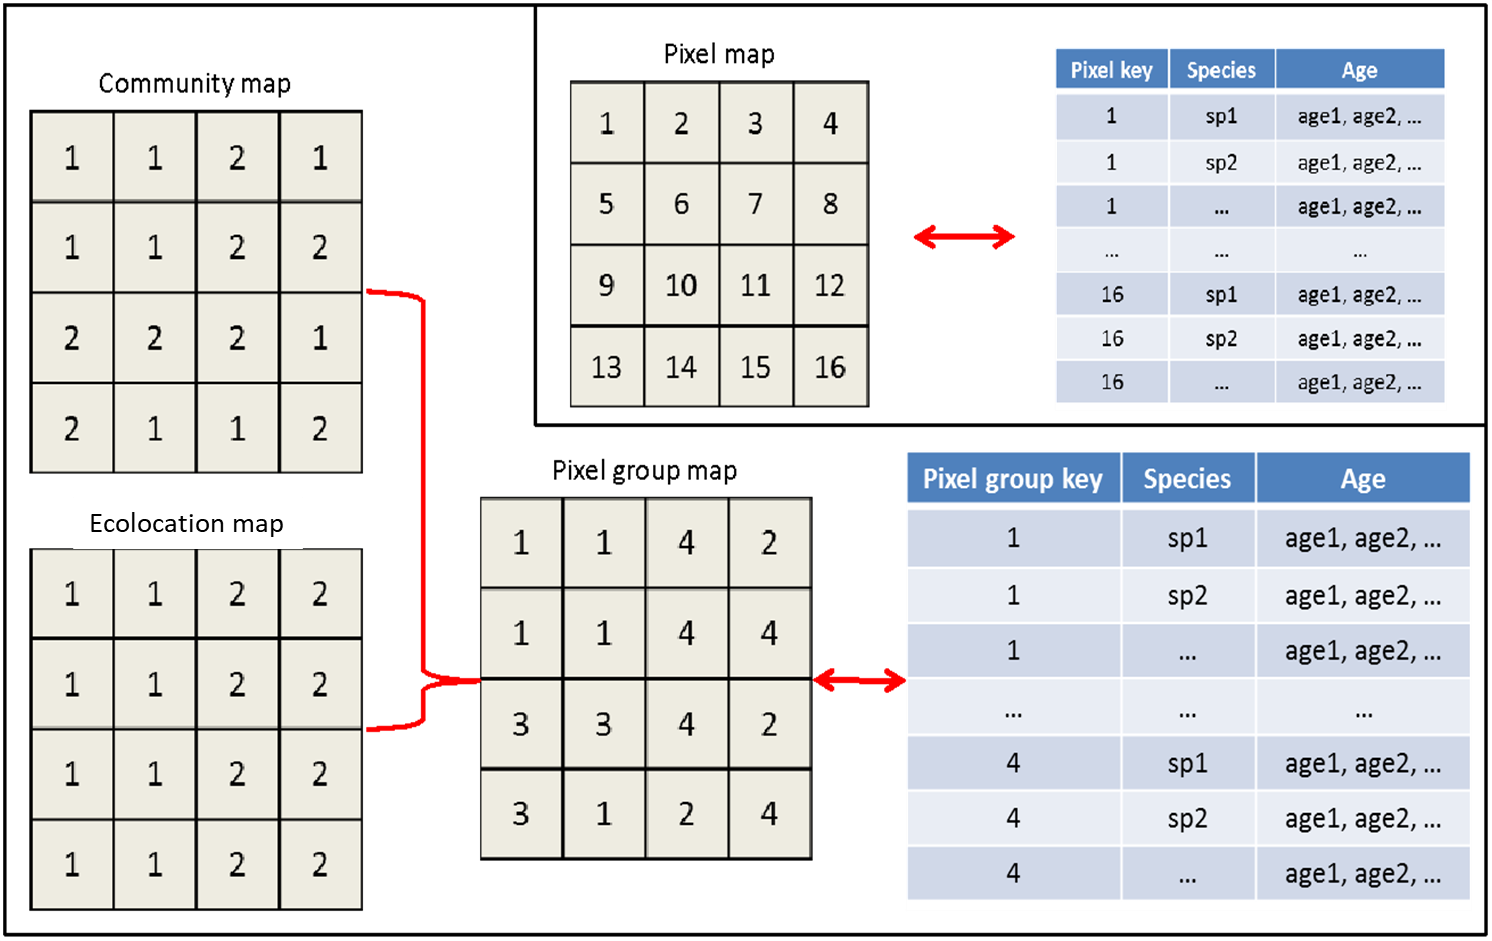 Community map
1 1 2 1
1 1 2 2
2 2 2 1
2 1 1 2
Ecolocation map
1 1 2 2
1 1 2 2
1 1 2 2
1 1 2 2
Pixel map
1 2 3 4
5 6 7 8
9 10 11 12
13 14 15 16
Pixel key Species Age
1 sp1 age1, age2, ...
1 sp2 age1, age2, ...
1 ... age1, age2, ...
... ... ...
16 sp1 age1, age2, ...
16 sp2 age1, age2, ...
16 ... age1, age2, ...
Pixel group map
1 1 4 2
1 1 4 4
3 3 4 2
3 1 2 4
Pixel group key Species Age
1 sp1 age1, age2, ...
1 sp2 age1, age2, ...
1 ... age1, age2, ...
... ... ...
4 sp1 age1, age2, ...
4 sp2 age1, age2, ...
4 ... age1, age2, ...